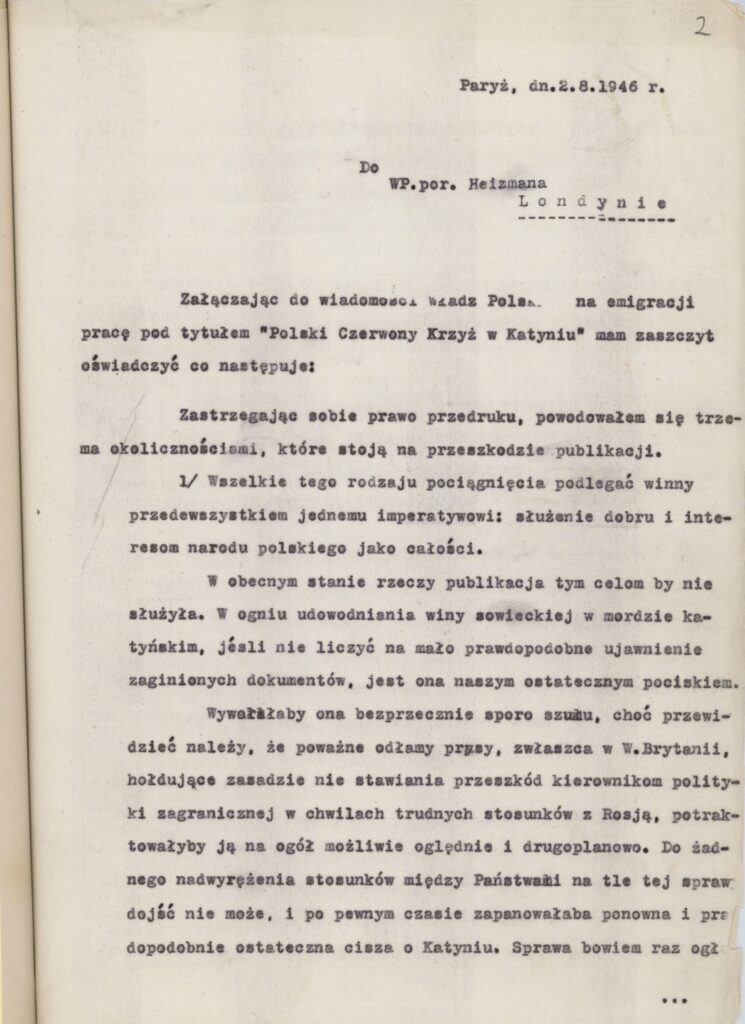 2
Paryż, dn.2.8.1946 r.
Do
WP.por. Heizmana
L o n d y n i e
Załączając do wiadomości Władz Polsk. na emigracji
pracę pod tytułem "Polski Czerwony Krzyż w Katyniu" mam zaszczyt
oświadczyć co następuje:
Zastrzegając sobie prawo przedruku, powodowałem się trze-
ma okolicznościami, które stoją na przeszkodzie publikacji.
1/ Wszelkie tego rodzaju pociągnięcia podlegać winny
przedewszystkiem jednemu imperatywowi: służenie dobru i inte-
resom narodu polskiego jako całości.
W obecnym stanie rzeczy publikacja tym celom by nie
służyła. W ogniu udowodniania winy sowieckiej w mordzie ka-
tyńskim, jéśli nie liczyć na mało prawdopodobne ujawnienie
zaginionych dokumentów, jest ona naszym ostatecznym pociskiem.
Wywołałaby ona bezprzecznie sporo szumu, choć przewi-
dzieć należy, że poważne odłamy prasy, zwłaszca w W.Brytanii,
hołdujące zasadzie nie stawiania przeszkód kierownikom polity-
ki zagranicznej w chwilach trudnych stosunków z Rosją, potrak-
towałyby ją na ogół możliwie oględnie i drugoplanowo. Do żad-
nego nadwyrężenia stosunków między Państwami na tle tej spraw
dojść nie może, i po pewnym czasie zapanowałaba ponowna i pra
dopodobnie ostateczna cisza o Katyniu. Sprawa bowiem raz ogł
...